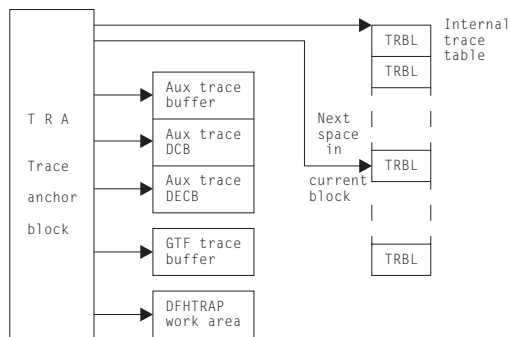 T R A
Trace
anchor
block
Aux trace
buffer
Aux trace
DCB
Aux trace
DECB
GTF trace
buffer
DFHTRAP
work area
Next
space
in
current
block
TRBL
TRBL
TRBL
TRBL
Internal
trace
table